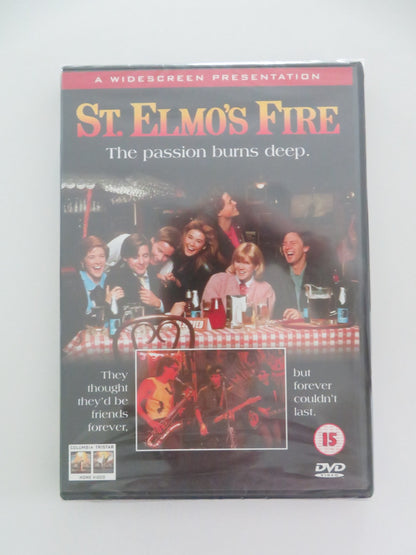 A WIDESCREEN PRESENTATION
ST. ELMO'S FIRE
The passion burns deep.
They
thought
they'd be
friends
forever,
but
forever
couldn't
last.
COLUMBIA TRISTAR
HOME VIDEO
15
DVD
VIDEO